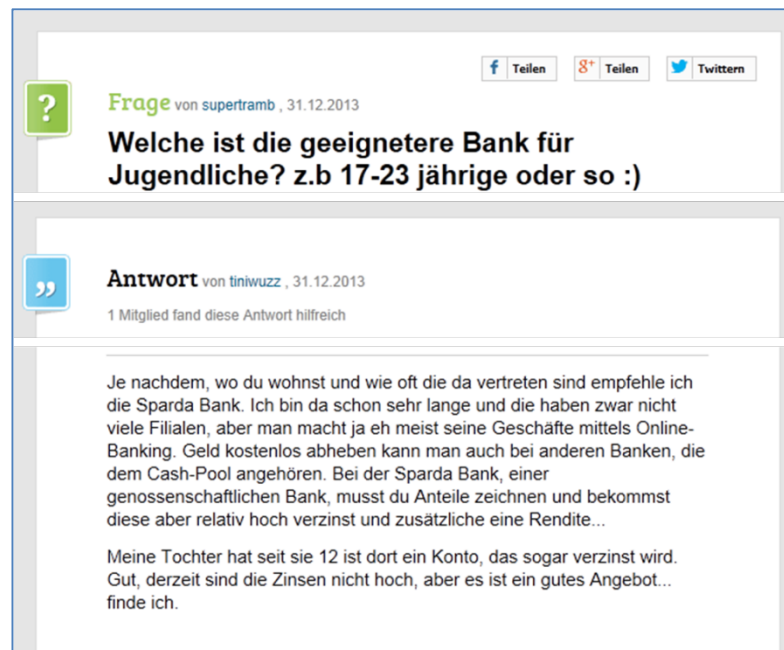 f Teilen 8+ Teilen Twittern
? Frage von supertramb , 31.12.2013
Welche ist die geeignetere Bank für
Jugendliche? z.b 17-23 jährige oder so :)
” Antwort von tiniwuzz , 31.12.2013
1 Mitglied fand diese Antwort hilfreich
Je nachdem, wo du wohnst und wie oft die da vertreten sind empfehle ich
die Sparda Bank. Ich bin da schon sehr lange und die haben zwar nicht
viele Filialen, aber man macht ja eh meist seine Geschäfte mittels Online-
Banking. Geld kostenlos abheben kann man auch bei anderen Banken, die
dem Cash-Pool angehören. Bei der Sparda Bank, einer
genossenschaftlichen Bank, musst du Anteile zeichnen und bekommst
diese aber relativ hoch verzinst und zusätzliche eine Rendite...
Meine Tochter hat seit sie 12 ist dort ein Konto, das sogar verzinst wird.
Gut, derzeit sind die Zinsen nicht hoch, aber es ist ein gutes Angebot...
finde ich.